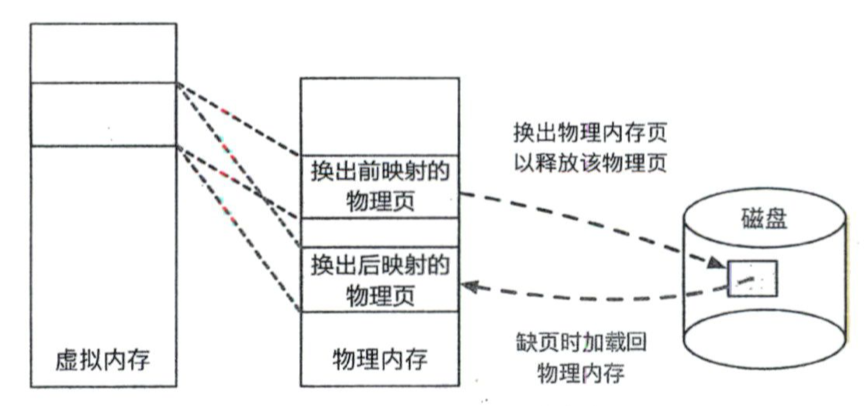 换出物理内存页
以释放该物理页
换出前映射的
物理页
磁盘
换出后映射的
物理页
虚拟内存
物理内存
缺页时加载回
物理内存